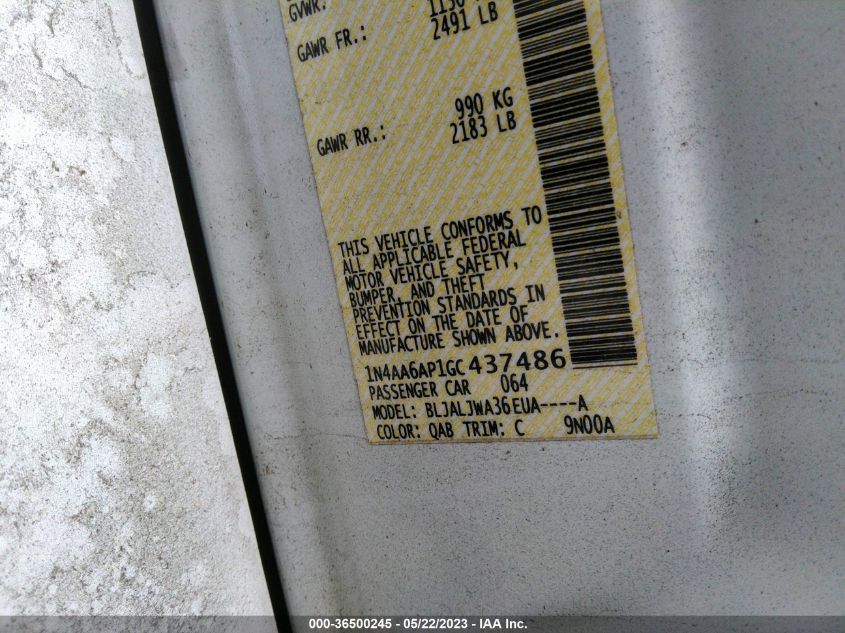 GVWR: 1130
GAWR FR.: 2491 LB
990 KG
GAWR RR.: 2183 LB
THIS VEHICLE CONFORMS TO
ALL APPLICABLE FEDERAL
MOTOR VEHICLE SAFETY,
BUMPER, AND THEFT
PREVENTION STANDARDS IN
EFFECT ON THE DATE OF
MANUFACTURE SHOWN ABOVE.
1N4AA6AP1GC437486
PASSENGER CAR 064
MODEL: BLJALJWA36EUA----A
COLOR: QAB TRIM: C 9N00A
000-36500245 - 05/22/2023 - IAA Inc.